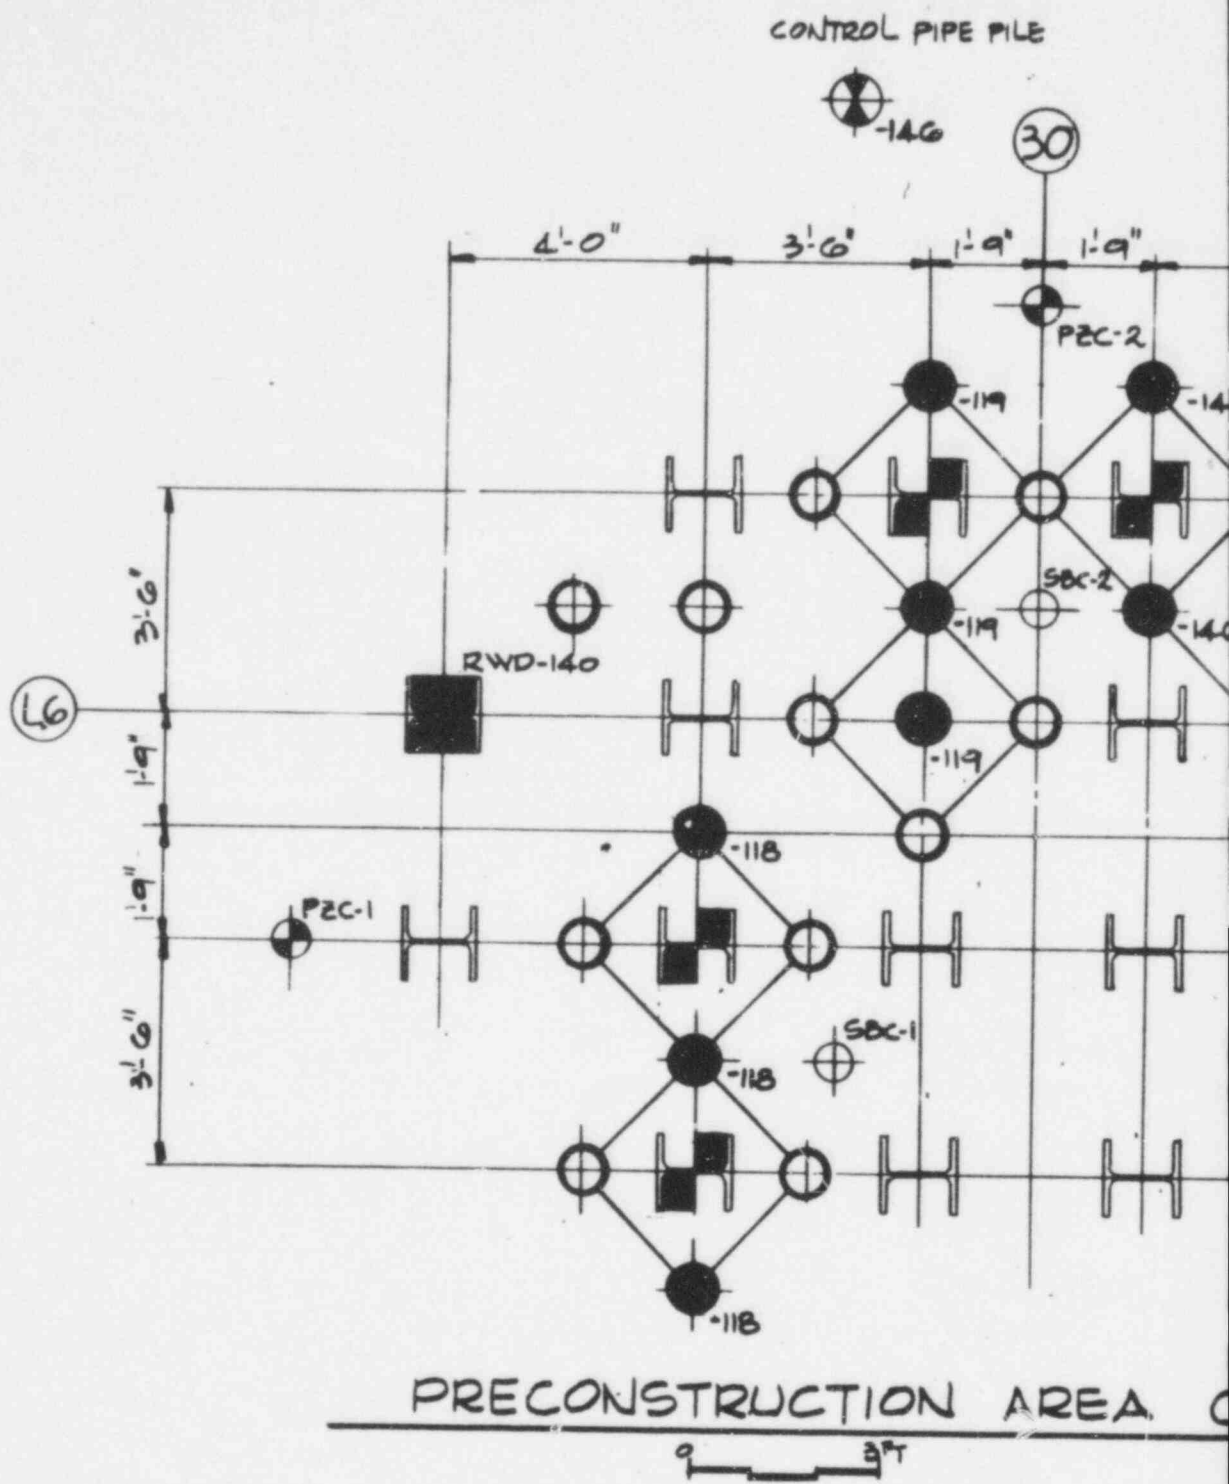 CONTROL PIPE PILE
-146
30
4'-0" 3'-6" 1'-9" 1'-9"
PZC-2
-119
3'-6"
SBC-2
-119
RWD-140
L6
1'-9"
-119
-118
1'-9"
PZC-1
SBC-1
3'-6"
-118
-118
PRECONSTRUCTION AREA
0 3FT